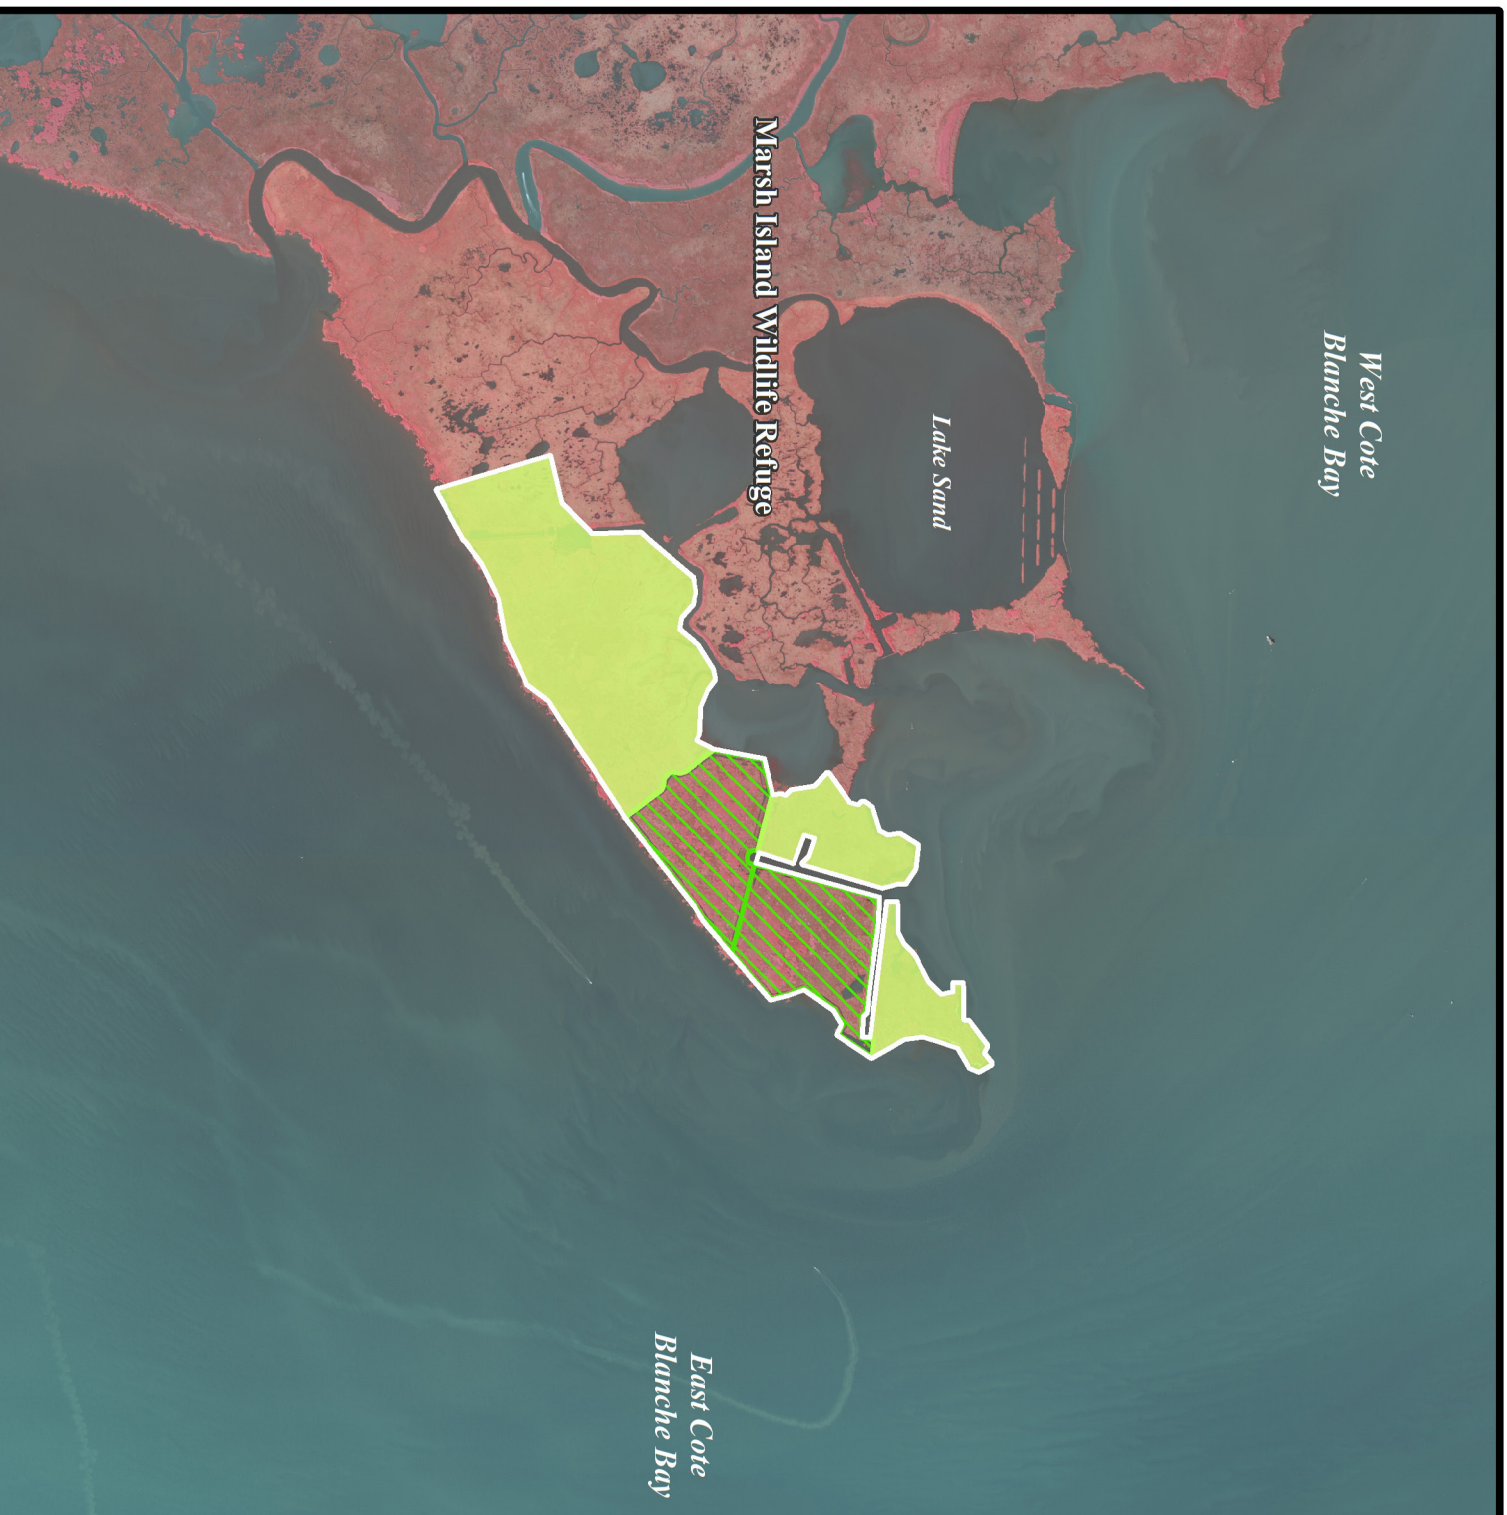 West Cote
Blanche Bay
Lake Sand
Marsh Island Wildlife Refuge
East Cote
Blanche Bay